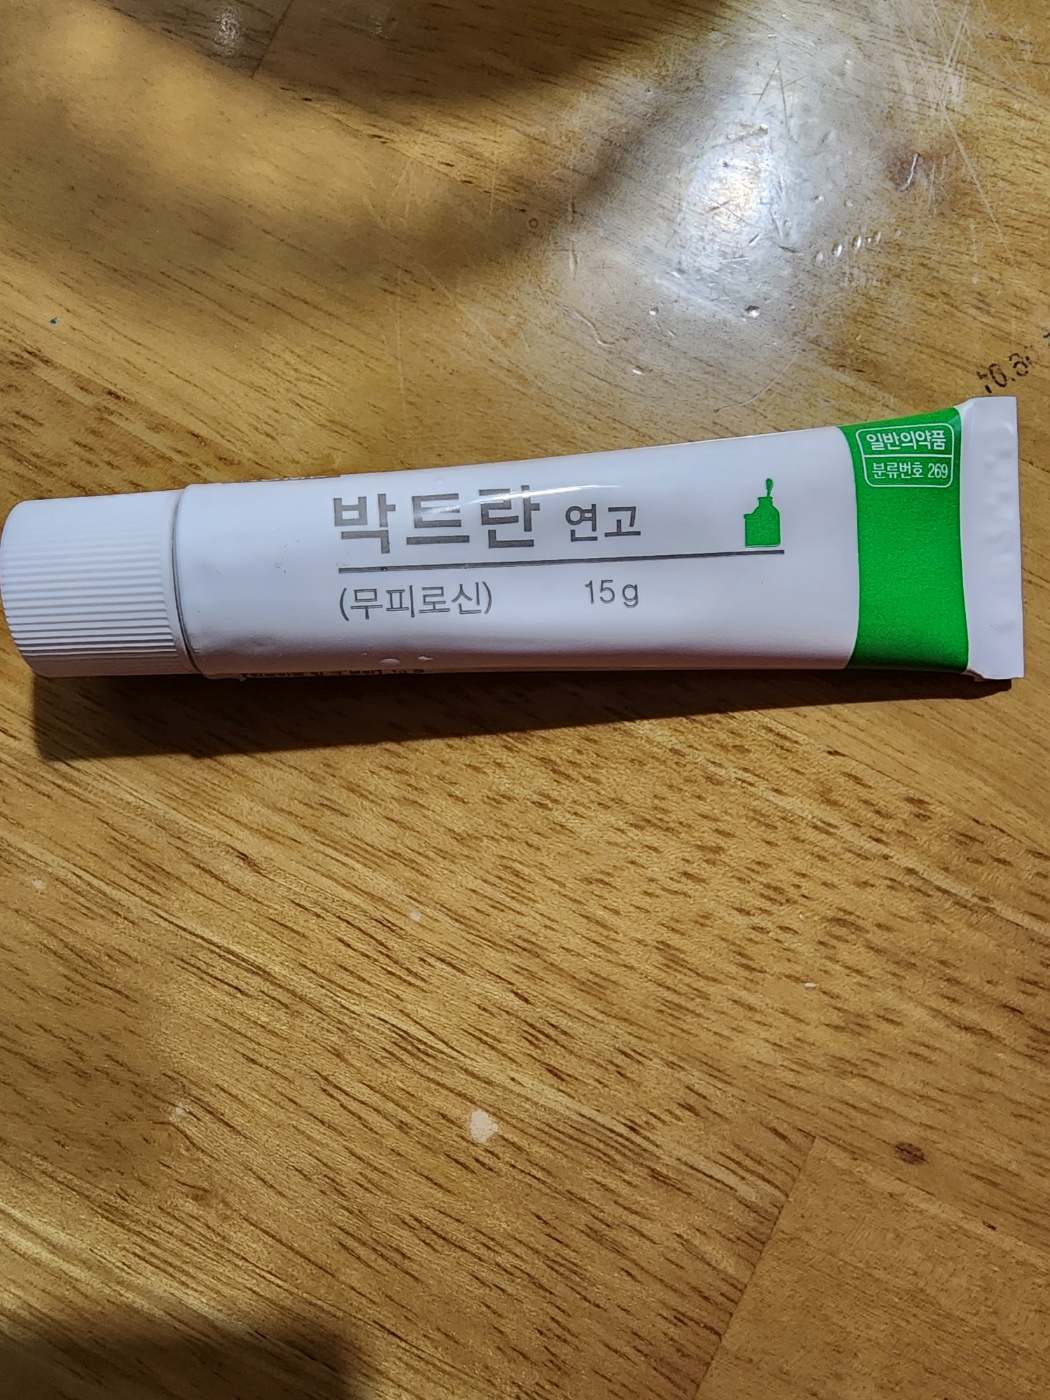 박트란 연고
(무피로신) 15g
일반의약품
분류번호 269